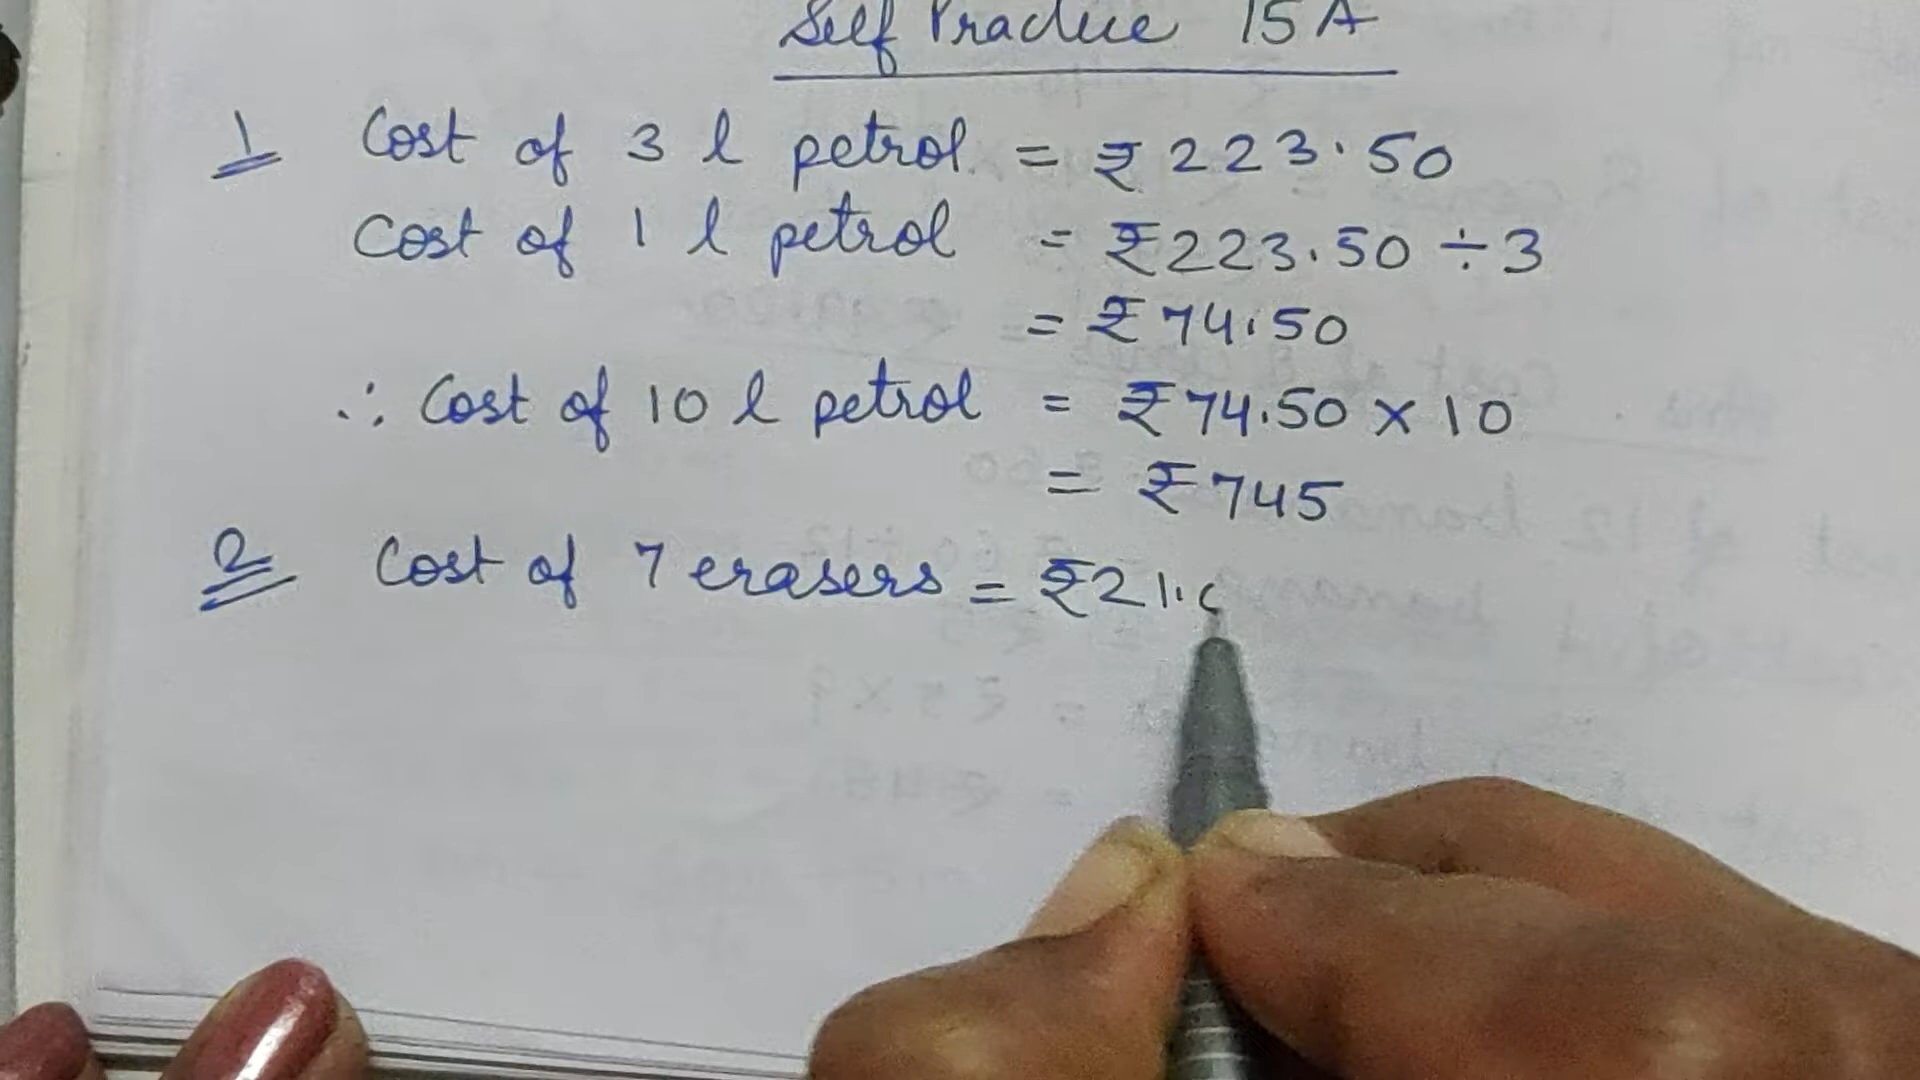 Self Practice 15A
1 Cost of 3 l petrol = ₹223.50
Cost of 1 l petrol = ₹223.50 ÷ 3
= ₹74.50
∴ Cost of 10 l petrol = ₹74.50 × 10
= ₹745
2 Cost of 7 erasers = ₹21.